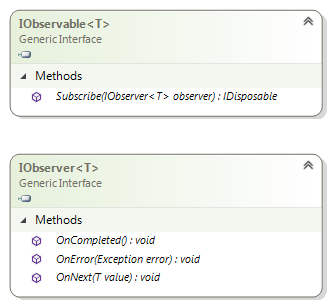 IObservable<T>
Generic Interface
Methods
Subscribe(IObserver<T> observer) : IDisposable
IObserver<T>
Generic Interface
Methods
OnCompleted() : void
OnError(Exception error) : void
OnNext(T value) : void